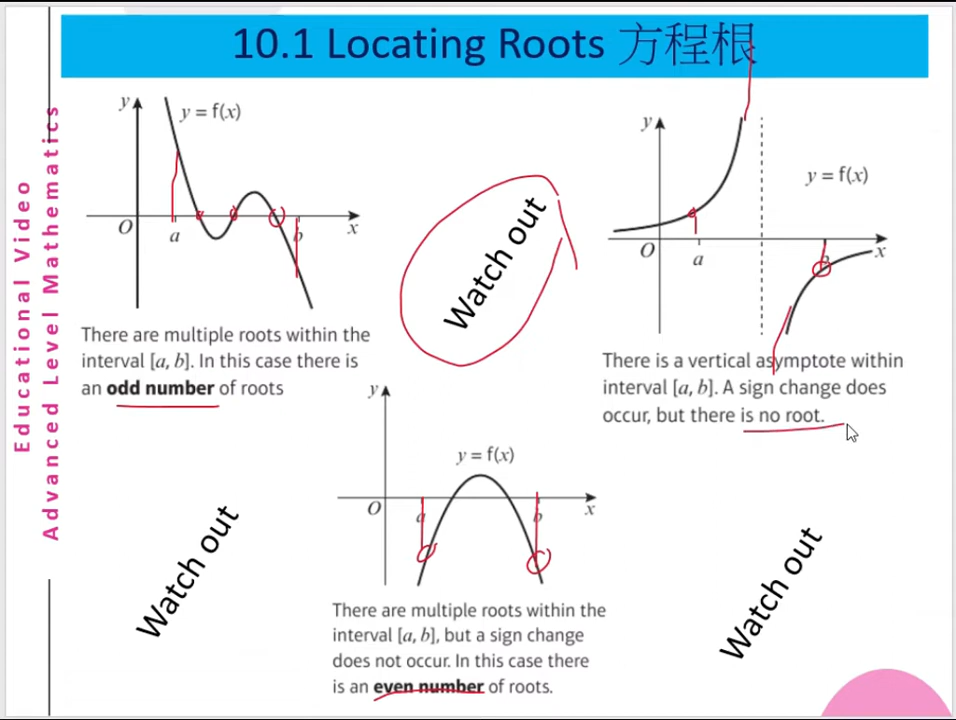 10.1 Locating Roots 方程根
Educational Video
Advanced Level Mathematics
y
y = f(x)
O
a
b
x
There are multiple roots within the
interval [a, b]. In this case there is
an odd number of roots
Watch out
y
y = f(x)
O
a
x
There is a vertical asymptote within
interval [a, b]. A sign change does
occur, but there is no root.
y
y = f(x)
O
a
b
x
There are multiple roots within the
interval [a, b], but a sign change
does not occur. In this case there
is an even number of roots.
Watch out
Watch out